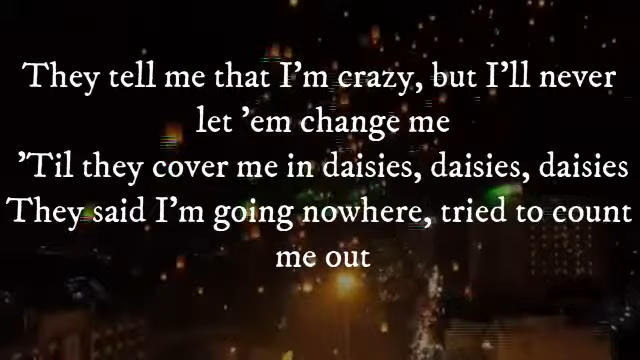 They tell me that I'm crazy, but I'll never
let 'em change me
'Til they cover me in daisies, daisies, daisies
They said I'm going nowhere, tried to count
me out